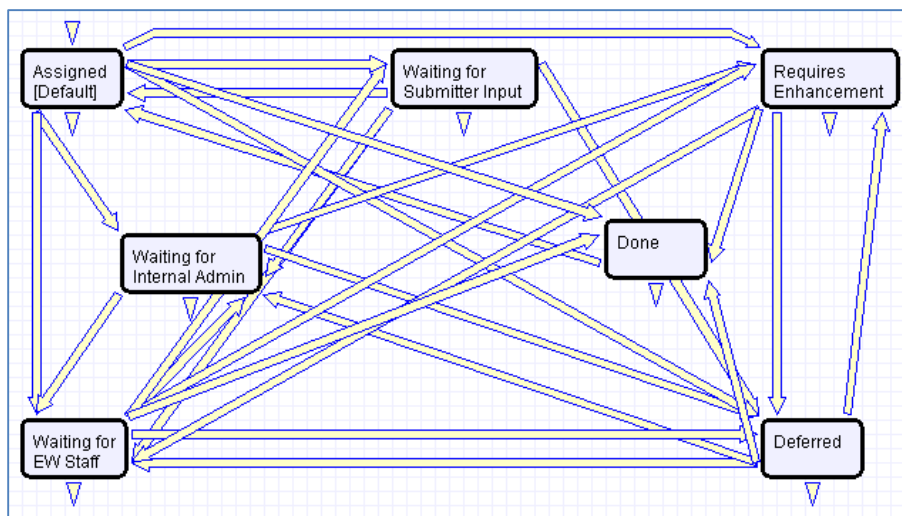 Assigned
[Default]
Waiting for
Submitter Input
Requires
Enhancement
Waiting for
Internal Admin
Done
Waiting for
EW Staff
Deferred